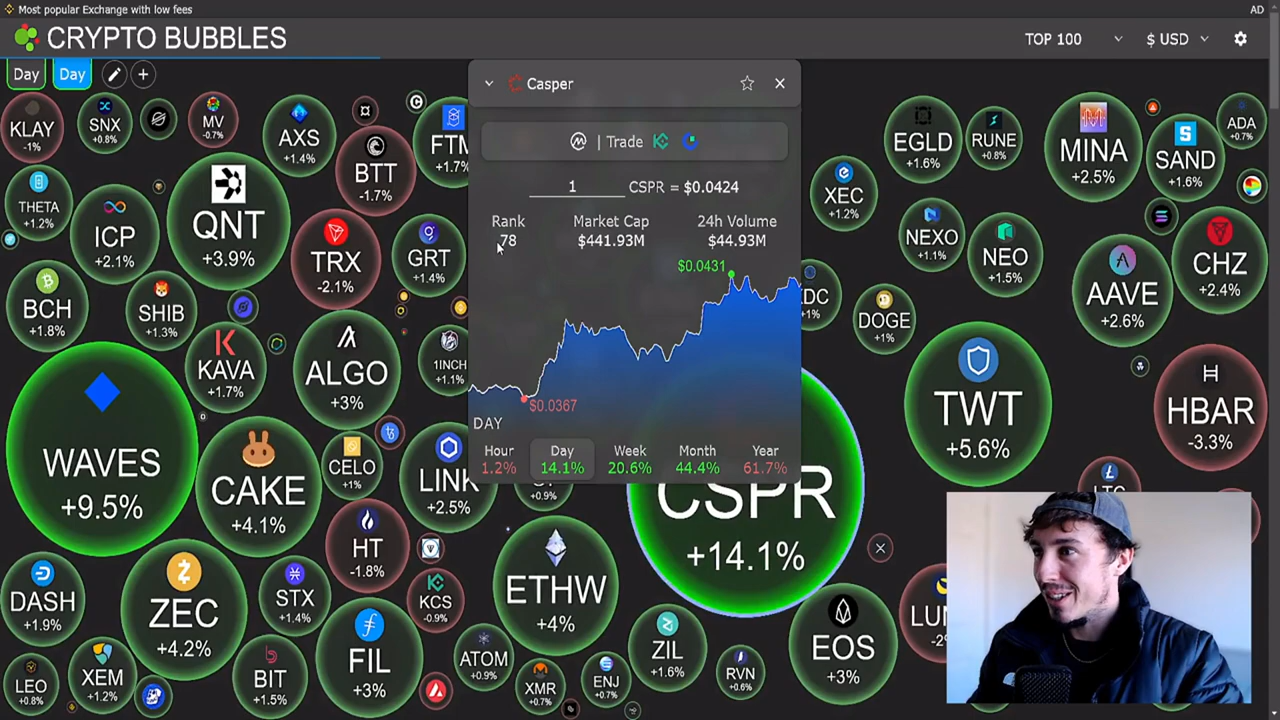 Most popular Exchange with low fees
AD
CRYPTO BUBBLES
TOP 100
$ USD
Day
Day
Casper
| Trade
1 CSPR = $0.0424
Rank Market Cap 24h Volume
78 $441.93M $44.93M
$0.0431
$0.0367
DAY
Hour Day Week Month Year
1.2% 14.1% 20.6% 44.4% 61.7%
KLAY
-1%
SNX
+0.8%
MV
-0.7%
AXS
+1.4%
BTT
-1.7%
FTM
+1.7%
THETA
+1.2%
ICP
+2.1%
QNT
+3.9%
TRX
-2.1%
GRT
+1.4%
BCH
+1.8%
SHIB
+1.3%
KAVA
+1.7%
ALGO
+3%
1INCH
+1.1%
WAVES
+9.5%
CAKE
+4.1%
CELO
+1%
LINK
+2.5%
+0.9%
HT
-1.8%
DASH
+1.9%
ZEC
+4.2%
STX
+1.4%
KCS
-0.9%
ETHW
+4%
CSPR
+14.1%
LEO
+0.8%
XEM
+1.2%
BIT
+1.5%
FIL
+3%
ATOM
+0.9%
XMR
+0.7%
ENJ
+0.7%
ZIL
+1.6%
RVN
+0.6%
EOS
+3%
XEC
+1.2%
EGLD
+1.6%
RUNE
+0.8%
MINA
+2.5%
SAND
+1.6%
ADA
+0.7%
NEXO
+1.1%
NEO
+1.5%
AAVE
+2.6%
CHZ
+2.4%
DC
+1%
DOGE
+1%
TWT
+5.6%
HBAR
-3.3%